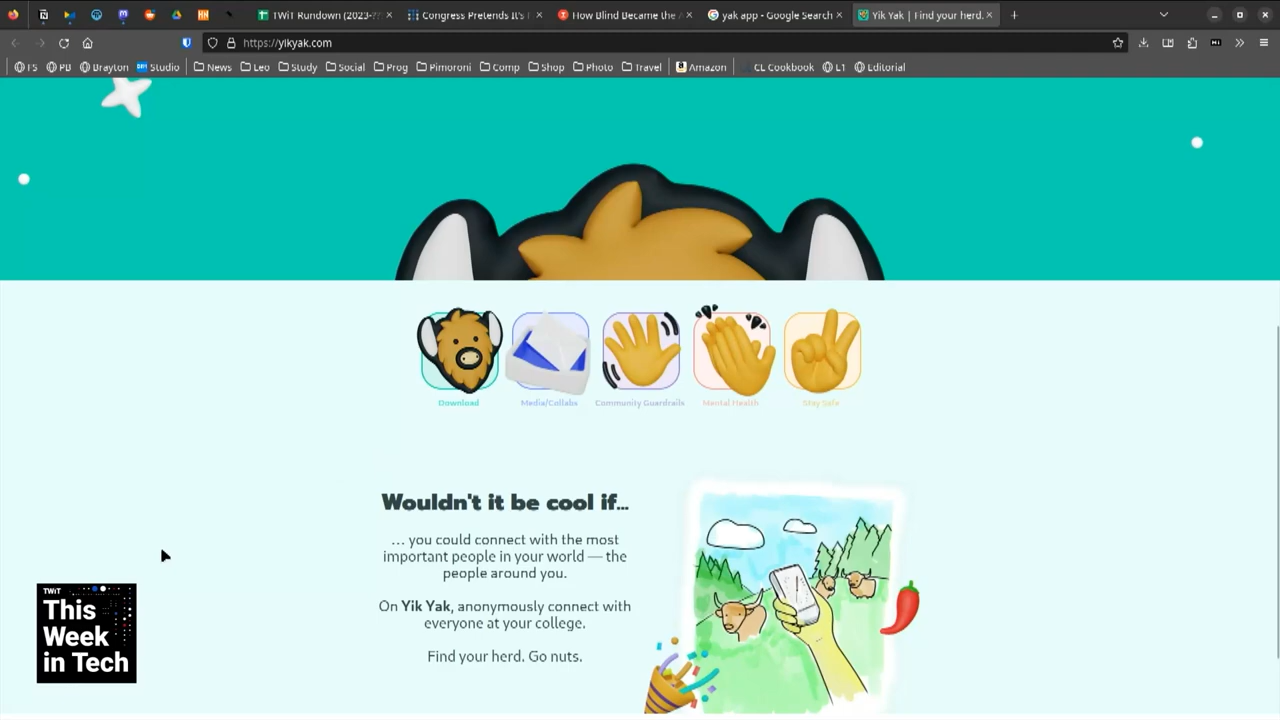 TWiT Rundown (2023-??
Congress Pretends It's
How Blind Became the
yak app - Google Search
Yik Yak | Find your herd.
https://yikyak.com
FS
PB
Brayton
Studio
News
Leo
Study
Social
Prog
Pimoroni
Comp
Shop
Photo
Travel
Amazon
CL Cookbook
L1
Editorial
Download
Media/Collabs
Community Guardrails
Mental Health
Stay Safe
Wouldn't it be cool if...
... you could connect with the most
important people in your world — the
people around you.
On Yik Yak, anonymously connect with
everyone at your college.
Find your herd. Go nuts.
TWiT
This
Week
in Tech